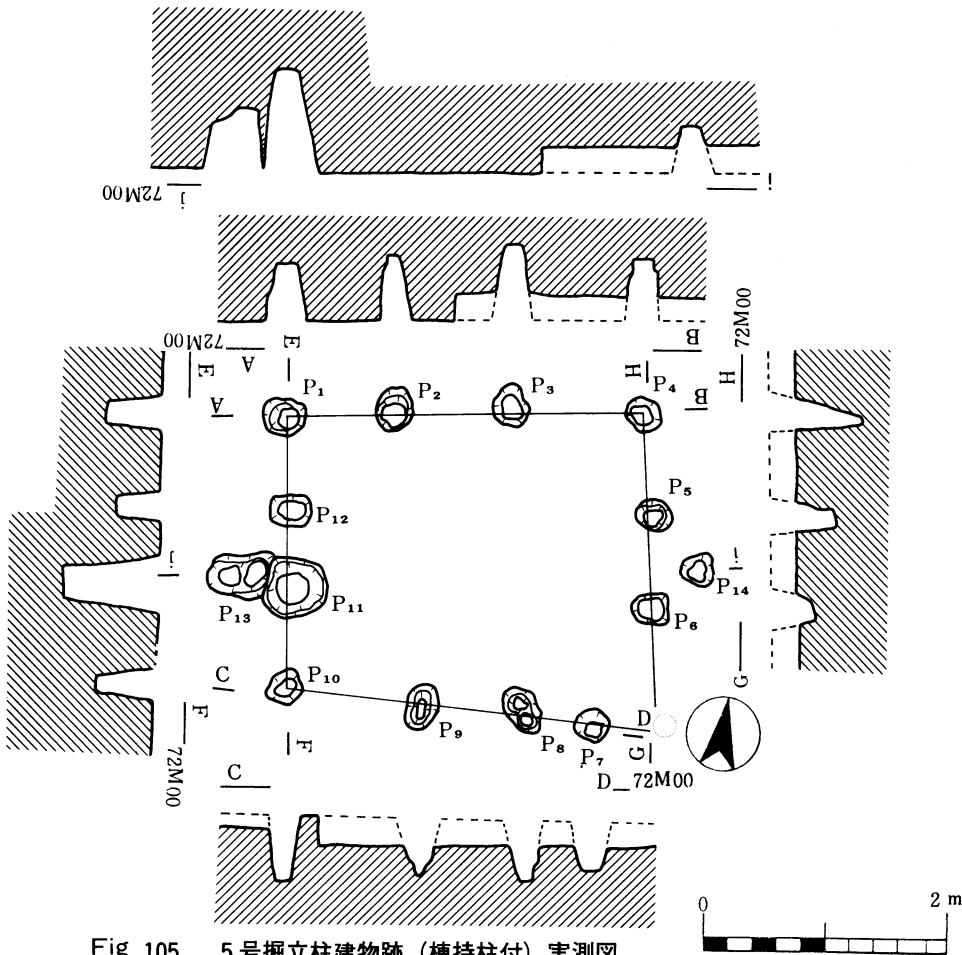 72M00
j
i
72M00
A
E
B
H
72M00
E
H
A
P₁
P₂
P₃
P₄
B
P₅
P₁₂
j
i
P₁₃
P₁₁
P₁₄
P₆
C
P₁₀
G
F
P₉
P₈
P₇
D
G
F
72M00
C
D 72M00
0
2 m
Fig. 105 5号掘立柱建物跡（棟持柱付）実測図